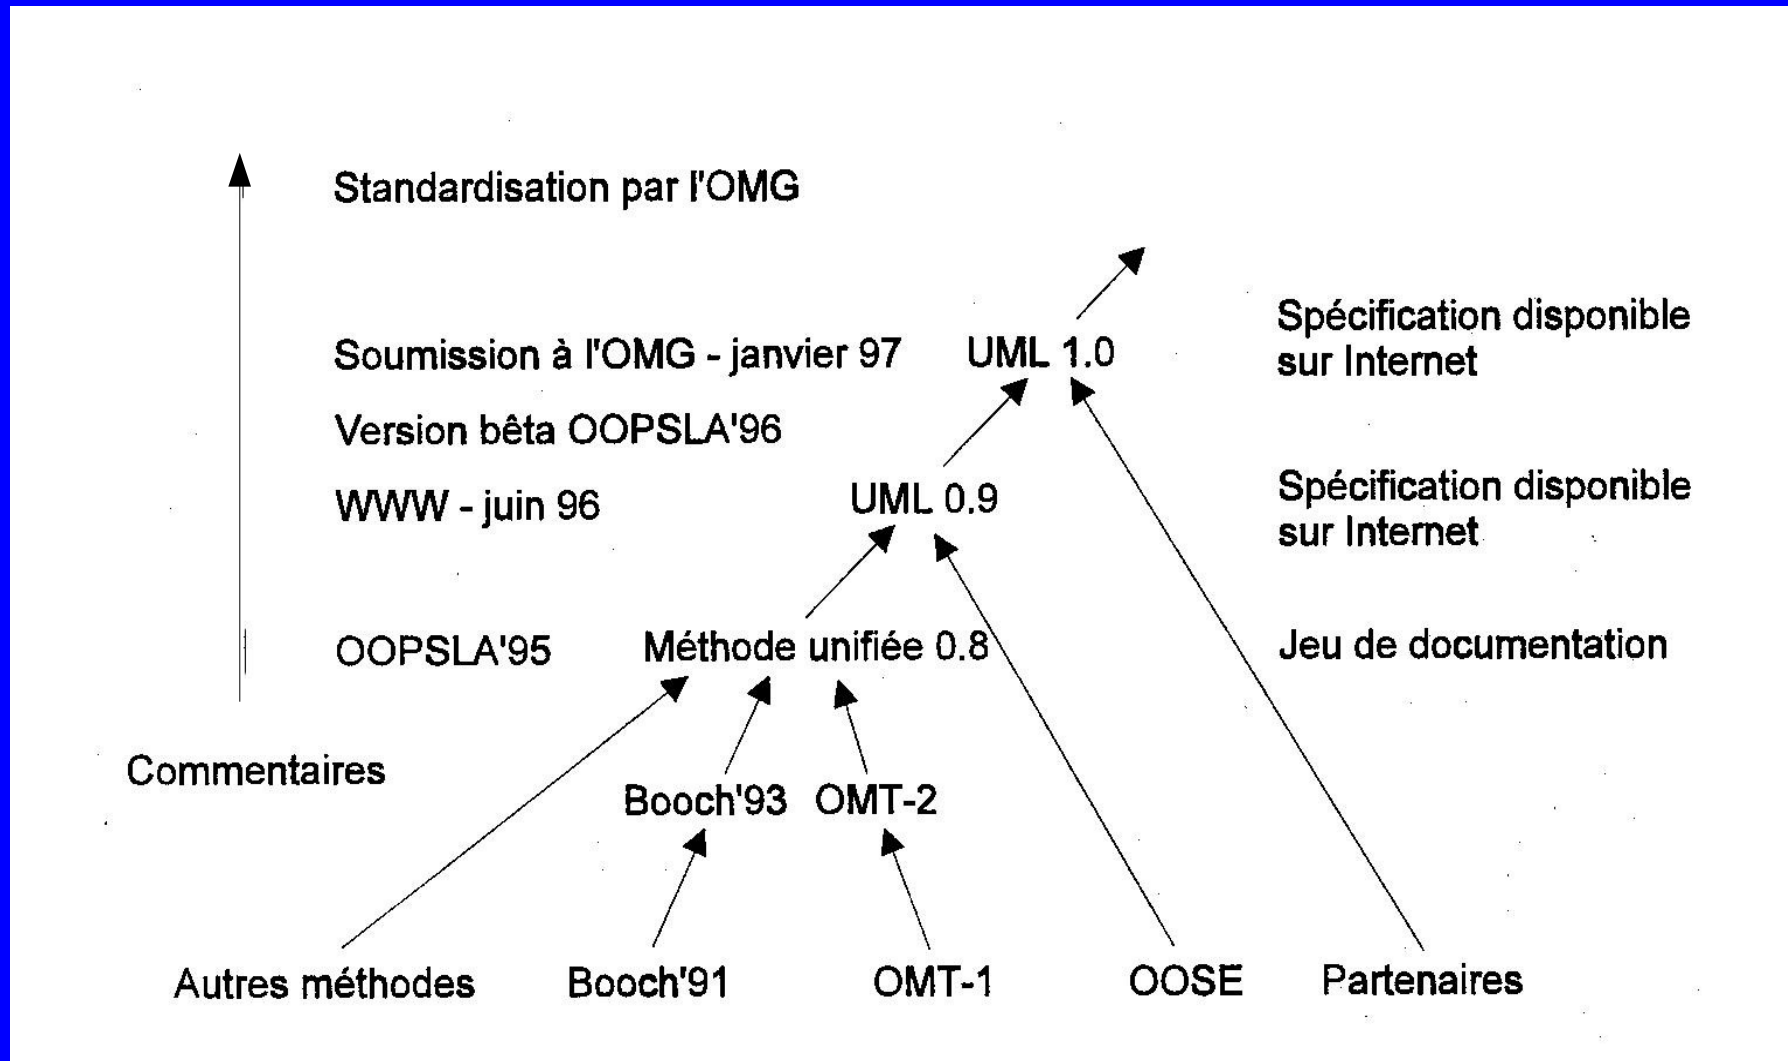 Standardisation par l'OMG
Soumission à l'OMG - janvier 97
UML 1.0
Spécification disponible
sur Internet
Version bêta OOPSLA'96
WWW - juin 96
UML 0.9
Spécification disponible
sur Internet
OOPSLA'95
Méthode unifiée 0.8
Jeu de documentation
Commentaires
Booch'93
OMT-2
Autres méthodes
Booch'91
OMT-1
OOSE
Partenaires